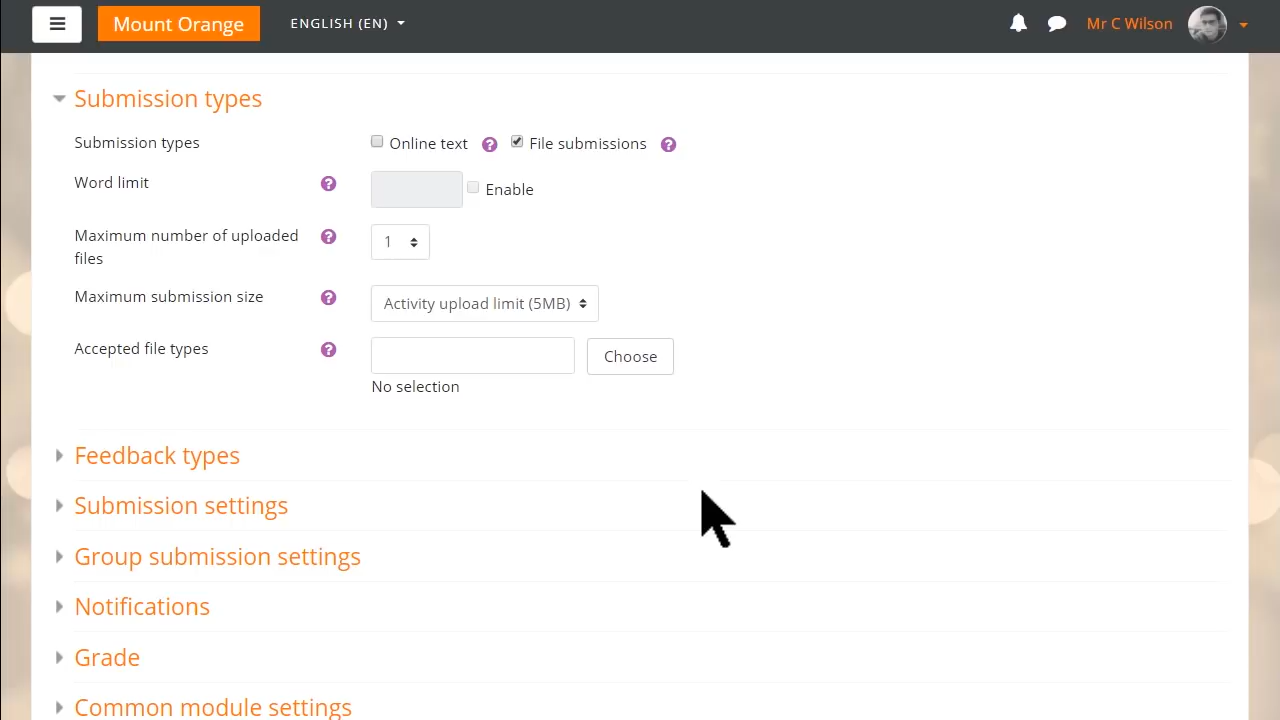 Mount Orange
ENGLISH (EN)
Mr C Wilson
Submission types
Submission types
Online text
File submissions
Word limit
Enable
Maximum number of uploaded files
1
Maximum submission size
Activity upload limit (5MB)
Accepted file types
Choose
No selection
Feedback types
Submission settings
Group submission settings
Notifications
Grade
Common module settings